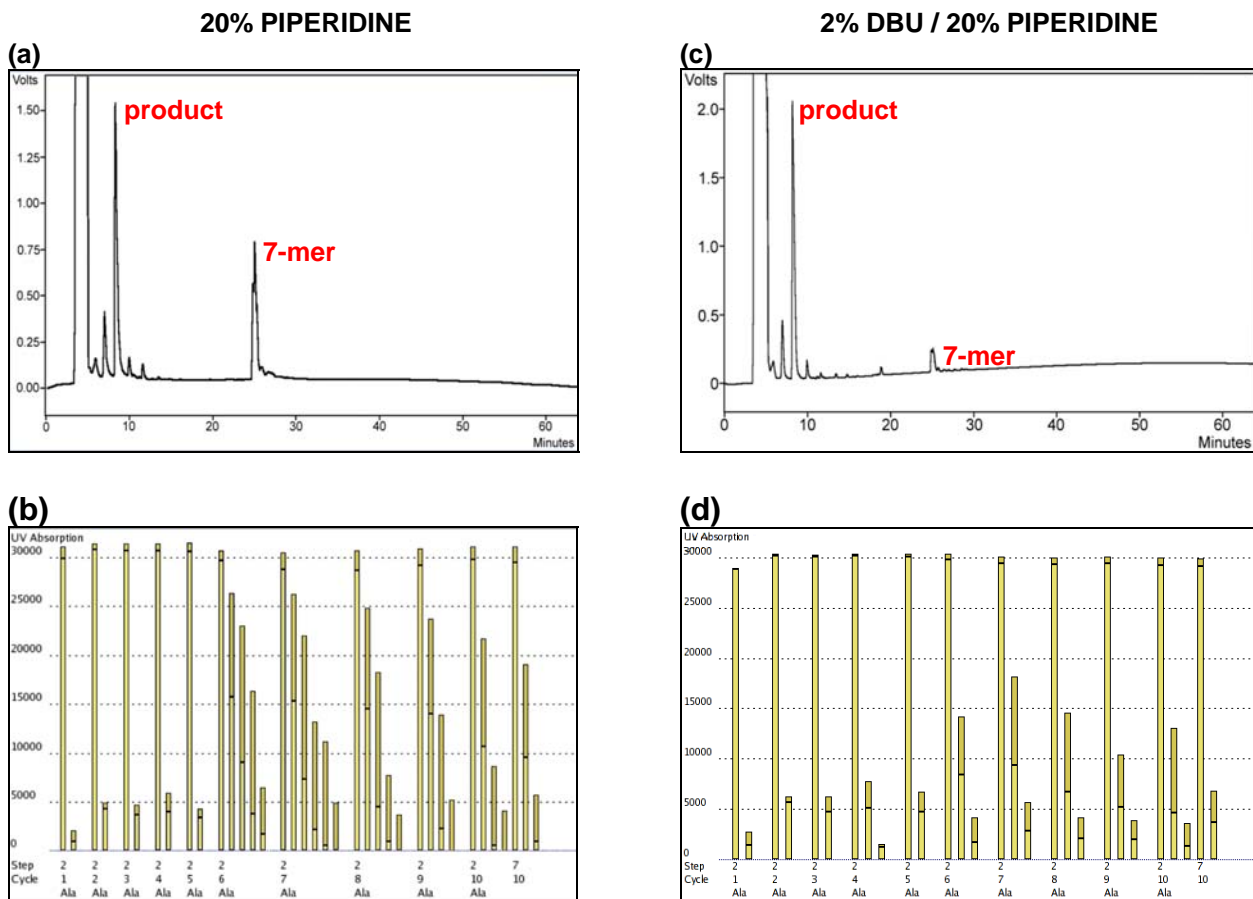 20% PIPERIDINE
2% DBU / 20% PIPERIDINE
(a)
Volts
1.50
1.25
1.00
0.75
0.50
0.25
0.00
product
7-mer
0 10 20 30 40 50 60
Minutes
(c)
Volts
2.0
1.5
1.0
0.5
0
product
7-mer
0 10 20 30 40 50 60
Minutes
(b)
UV Absorption
30000
25000
20000
15000
10000
5000
0
Step 2 2 2 2 2 2 2 2 2 2 7
Cycle 1 2 3 4 5 6 7 8 9 10 10
Ala Ala Ala Ala Ala Ala Ala Ala Ala Ala
(d)
UV Absorption
30000
25000
20000
15000
10000
5000
0
Step 2 2 2 2 2 2 2 2 2 2 7
Cycle 1 2 3 4 5 6 7 8 9 10 10
Ala Ala Ala Ala Ala Ala Ala Ala Ala Ala